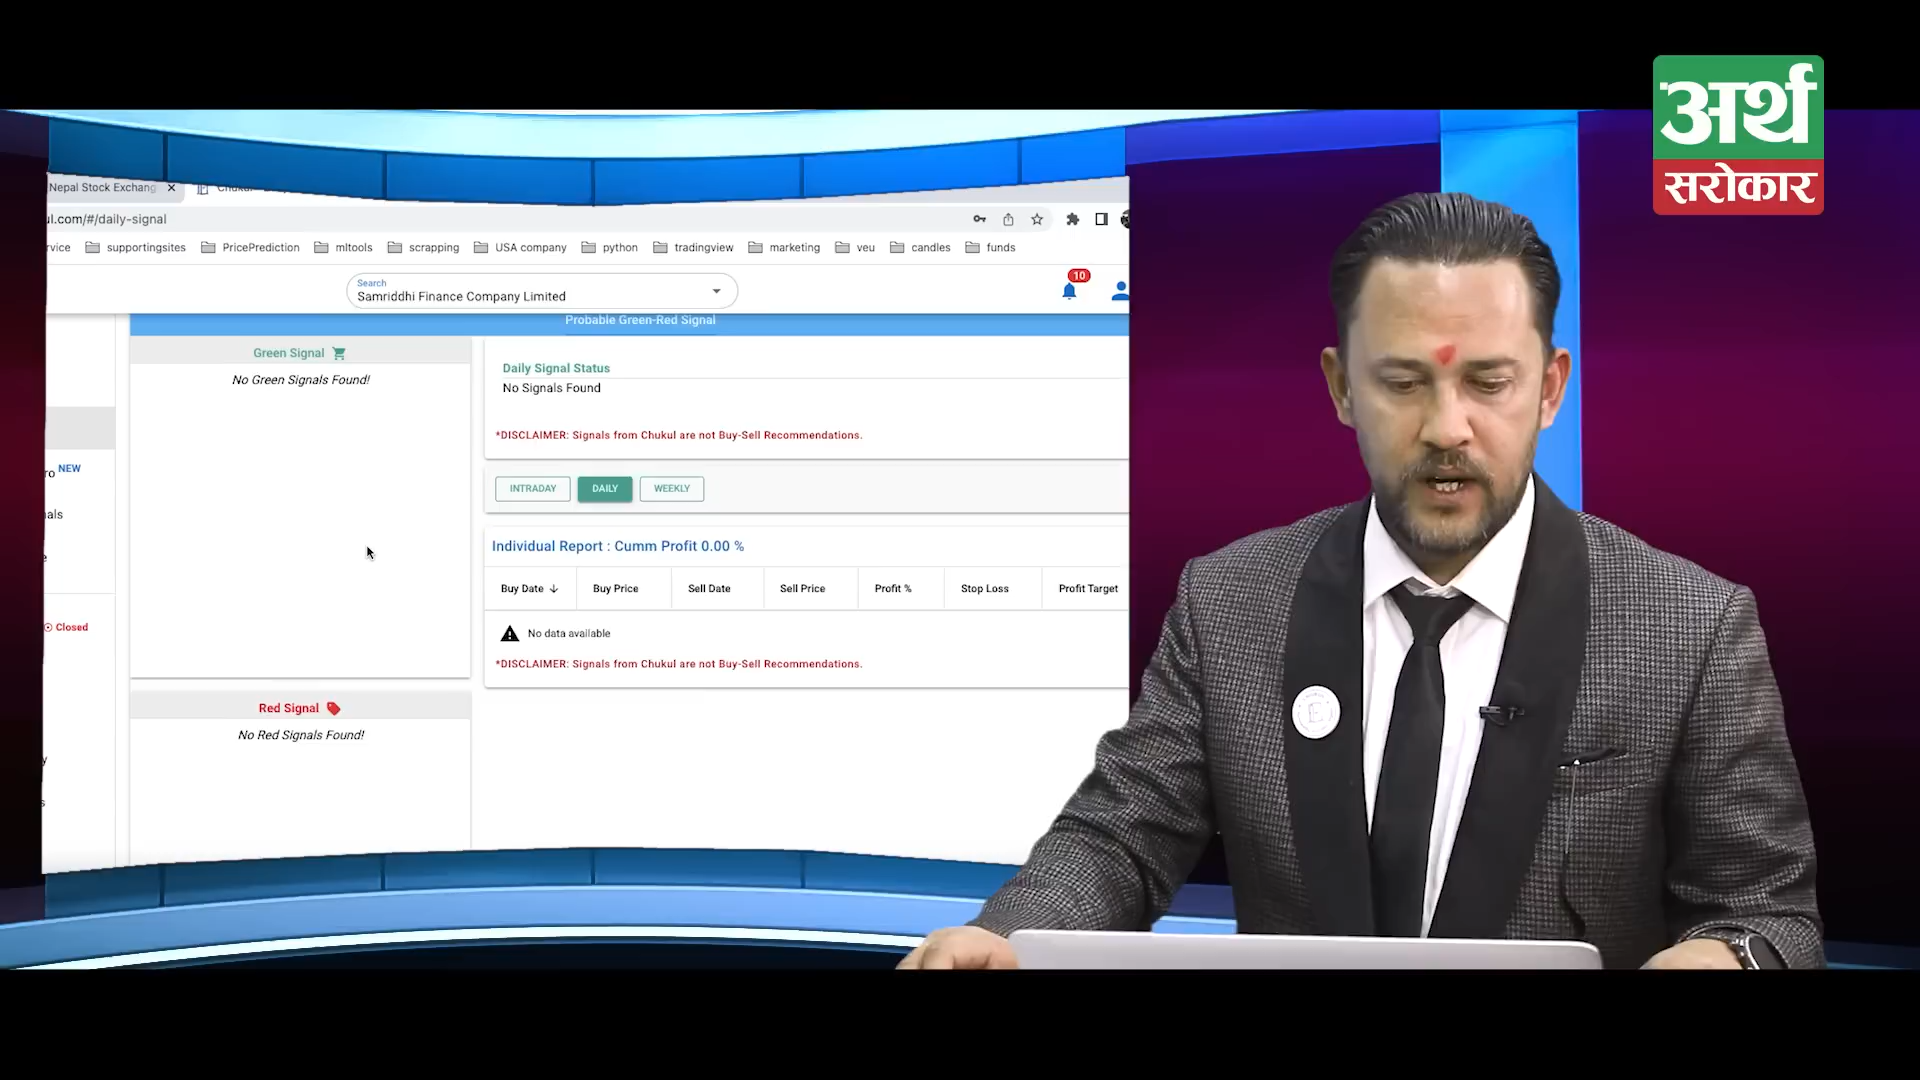 अर्थ
सरोकार
Nepal Stock Exchang
ul.com/#/daily-signal
rvice supportingsites PricePrediction mltools scrapping USA company python tradingview marketing veu candles funds
Search
Samriddhi Finance Company Limited
10
Probable Green-Red Signal
Green Signal
No Green Signals Found!
Daily Signal Status
No Signals Found
*DISCLAIMER: Signals from Chukul are not Buy-Sell Recommendations.
ro NEW
INTRADAY DAILY WEEKLY
als
e
Individual Report : Cumm Profit 0.00 %
Buy Date Buy Price Sell Date Sell Price Profit % Stop Loss Profit Target
Closed
No data available
*DISCLAIMER: Signals from Chukul are not Buy-Sell Recommendations.
Red Signal
No Red Signals Found!
y
s
E